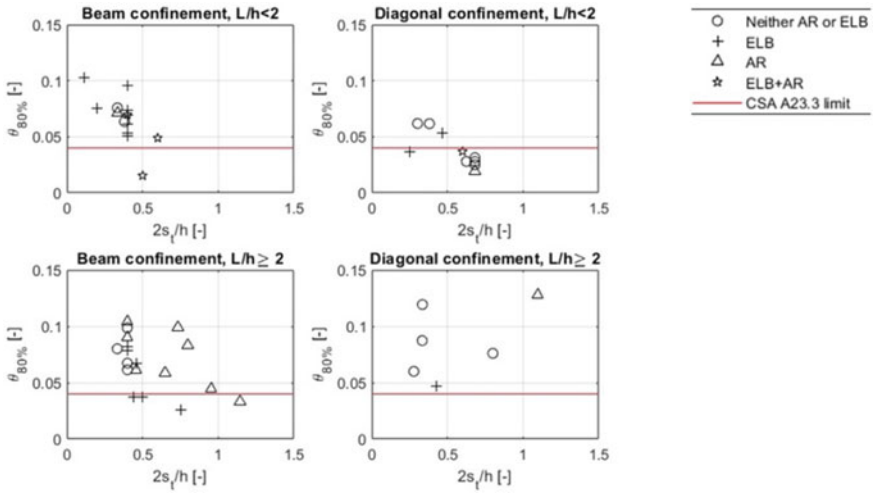 Beam confinement, L/h<2
0.15
0.1
0.05
0
θ80% [-]
0 0.5 1 1.5
2st/h [-]
Diagonal confinement, L/h<2
0.15
0.1
0.05
0
θ80% [-]
0 0.5 1 1.5
2st/h [-]
Neither AR or ELB
ELB
AR
ELB+AR
CSA A23.3 limit
Beam confinement, L/h≥ 2
0.15
0.1
0.05
0
θ80% [-]
0 0.5 1 1.5
2st/h [-]
Diagonal confinement, L/h≥ 2
0.15
0.1
0.05
0
θ80% [-]
0 0.5 1 1.5
2st/h [-]